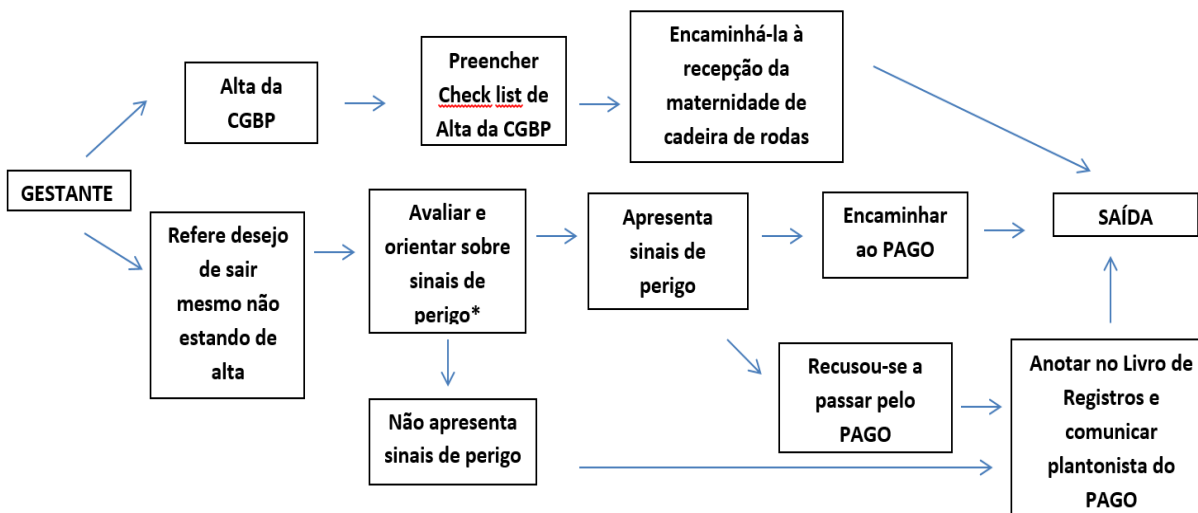 GESTANTE
Alta da
CGBP
Preencher
Check list de
Alta da CGBP
Encaminhá-la à
recepção da
maternidade de
cadeira de rodas
SAÍDA
Refere desejo
de sair
mesmo não
estando de
alta
Avaliar e
orientar sobre
sinais de
perigo*
Apresenta
sinais de
perigo
Encaminhar
ao PAGO
Não apresenta
sinais de perigo
Recusou-se a
passar pelo
PAGO
Anotar no Livro de
Registros e
comunicar
plantonista do
PAGO